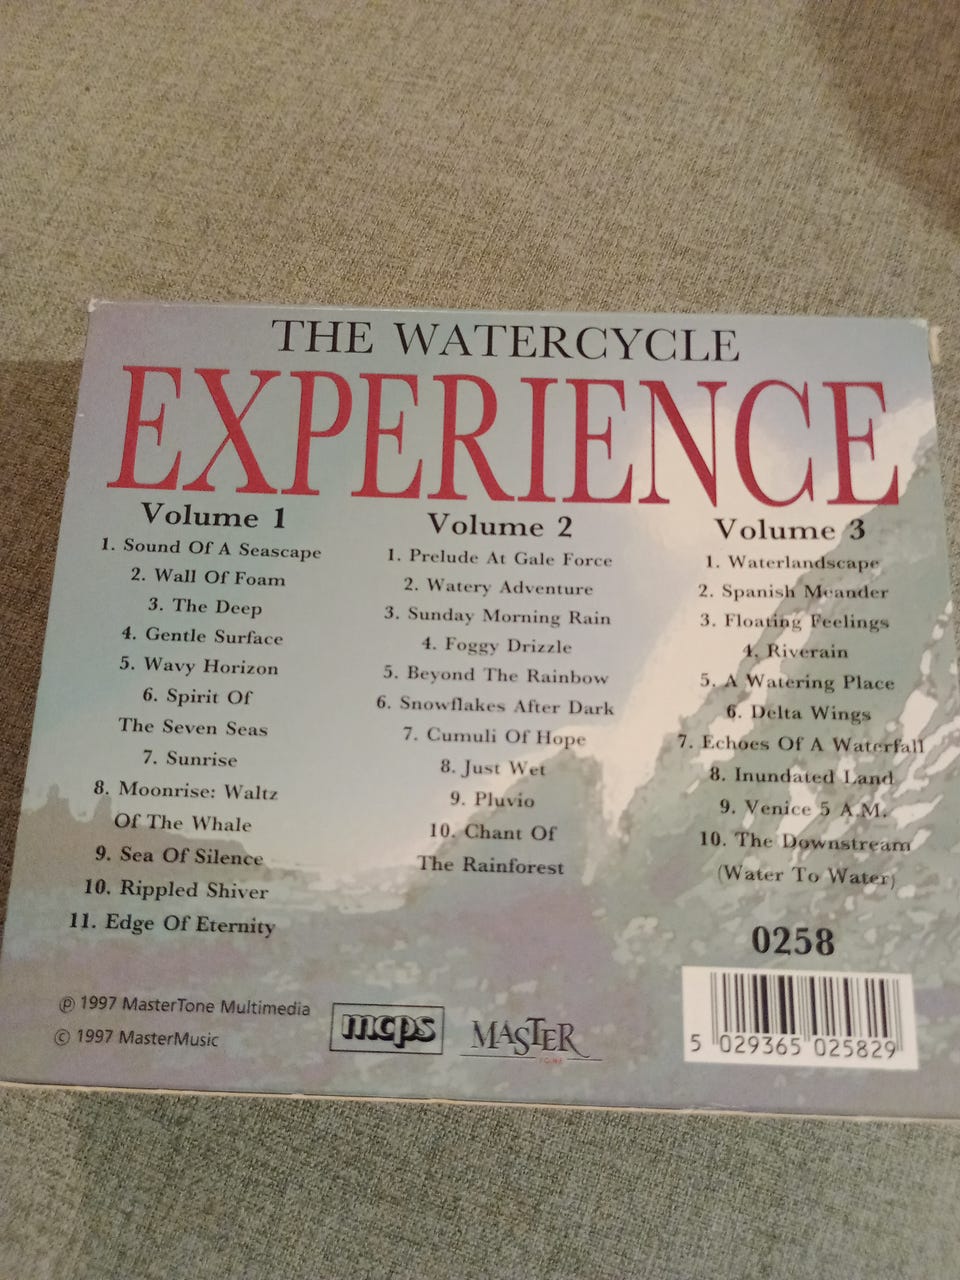 THE WATERCYCLE
EXPERIENCE
Volume 1
1. Sound Of A Seascape
2. Wall Of Foam
3. The Deep
4. Gentle Surface
5. Wavy Horizon
6. Spirit Of
The Seven Seas
7. Sunrise
8. Moonrise: Waltz
Of The Whale
9. Sea Of Silence
10. Rippled Shiver
11. Edge Of Eternity
Volume 2
1. Prelude At Gale Force
2. Watery Adventure
3. Sunday Morning Rain
4. Foggy Drizzle
5. Beyond The Rainbow
6. Snowflakes After Dark
7. Cumuli Of Hope
8. Just Wet
9. Pluvio
10. Chant Of
The Rainforest
Volume 3
1. Waterlandscape
2. Spanish Meander
3. Floating Feelings
4. Riverain
5. A Watering Place
6. Delta Wings
7. Echoes Of A Waterfall
8. Inundated Land
9. Venice 5 A.M.
10. The Downstream
(Water To Water)
0258
℗ 1997 MasterTone Multimedia
© 1997 MasterMusic
mcps
MASTER
TONE
5 029365 025829